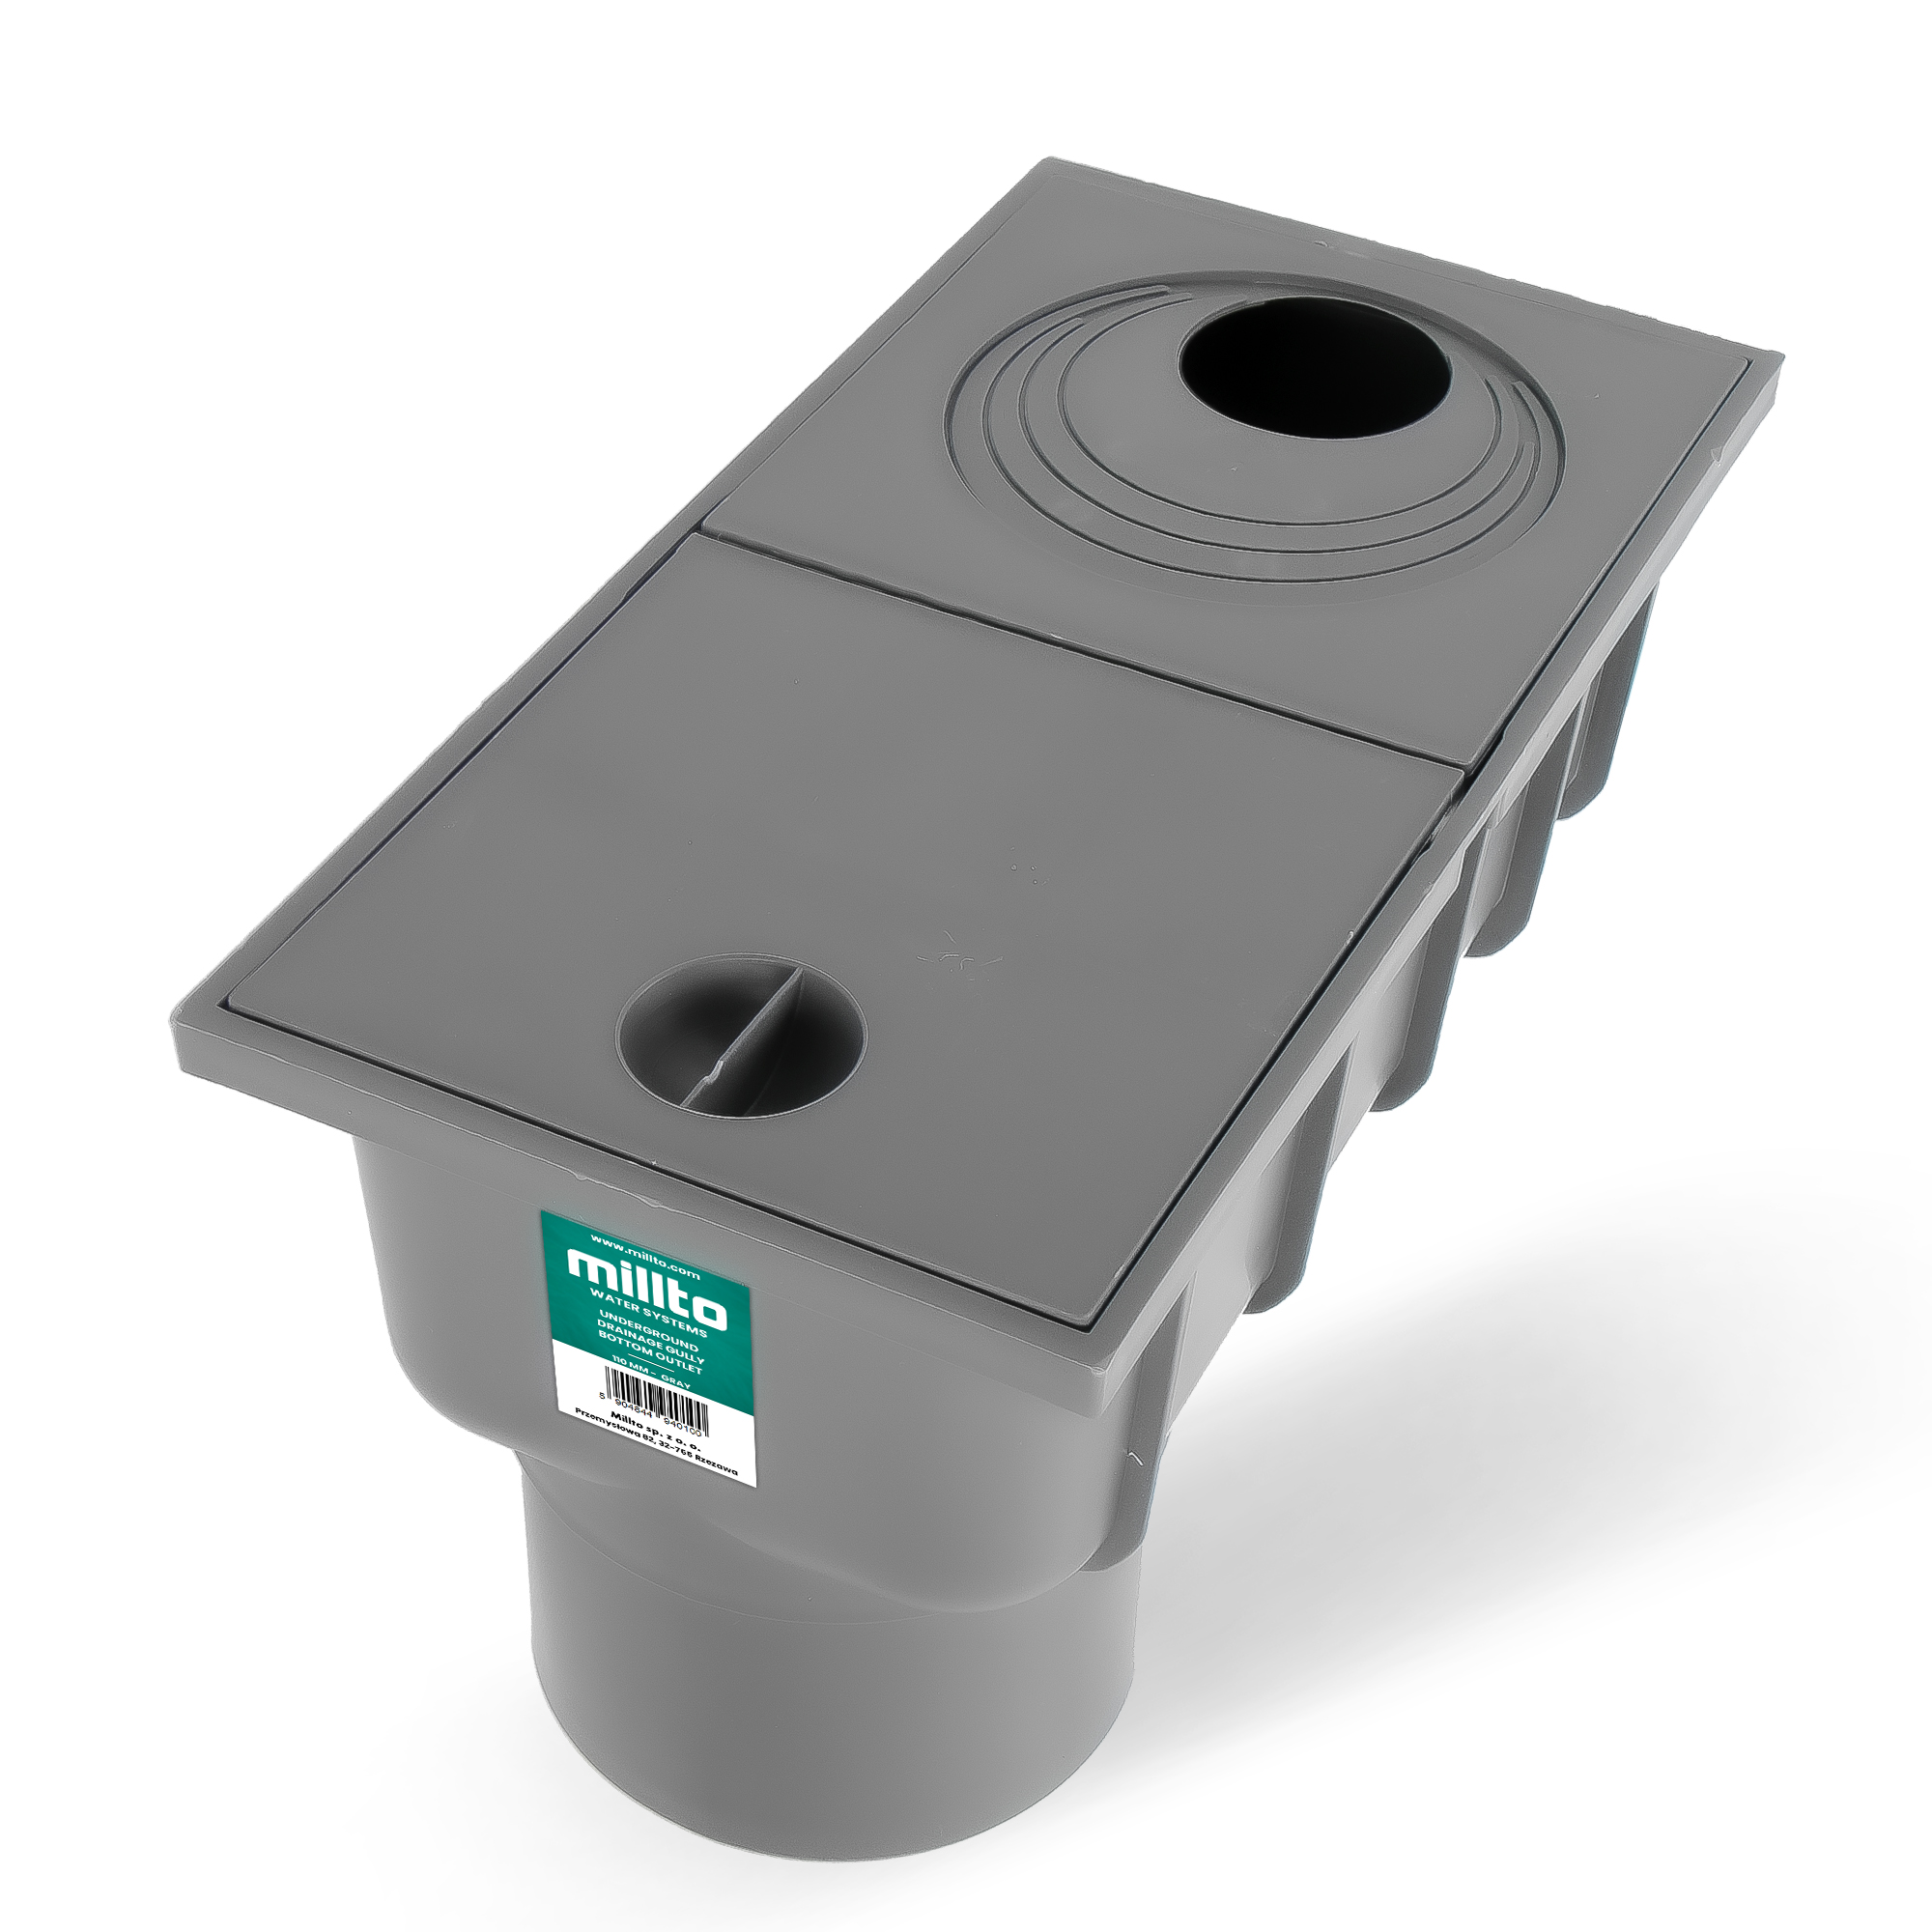 www.millto.com
millto
WATER SYSTEMS
UNDERGROUND
DRAINAGE GULLY
BOTTOM OUTLET
110 MM - GRAY
5 904844 940100
Millto sp. z o. o.
Przemysłowa 82, 32-765 Rzezawa